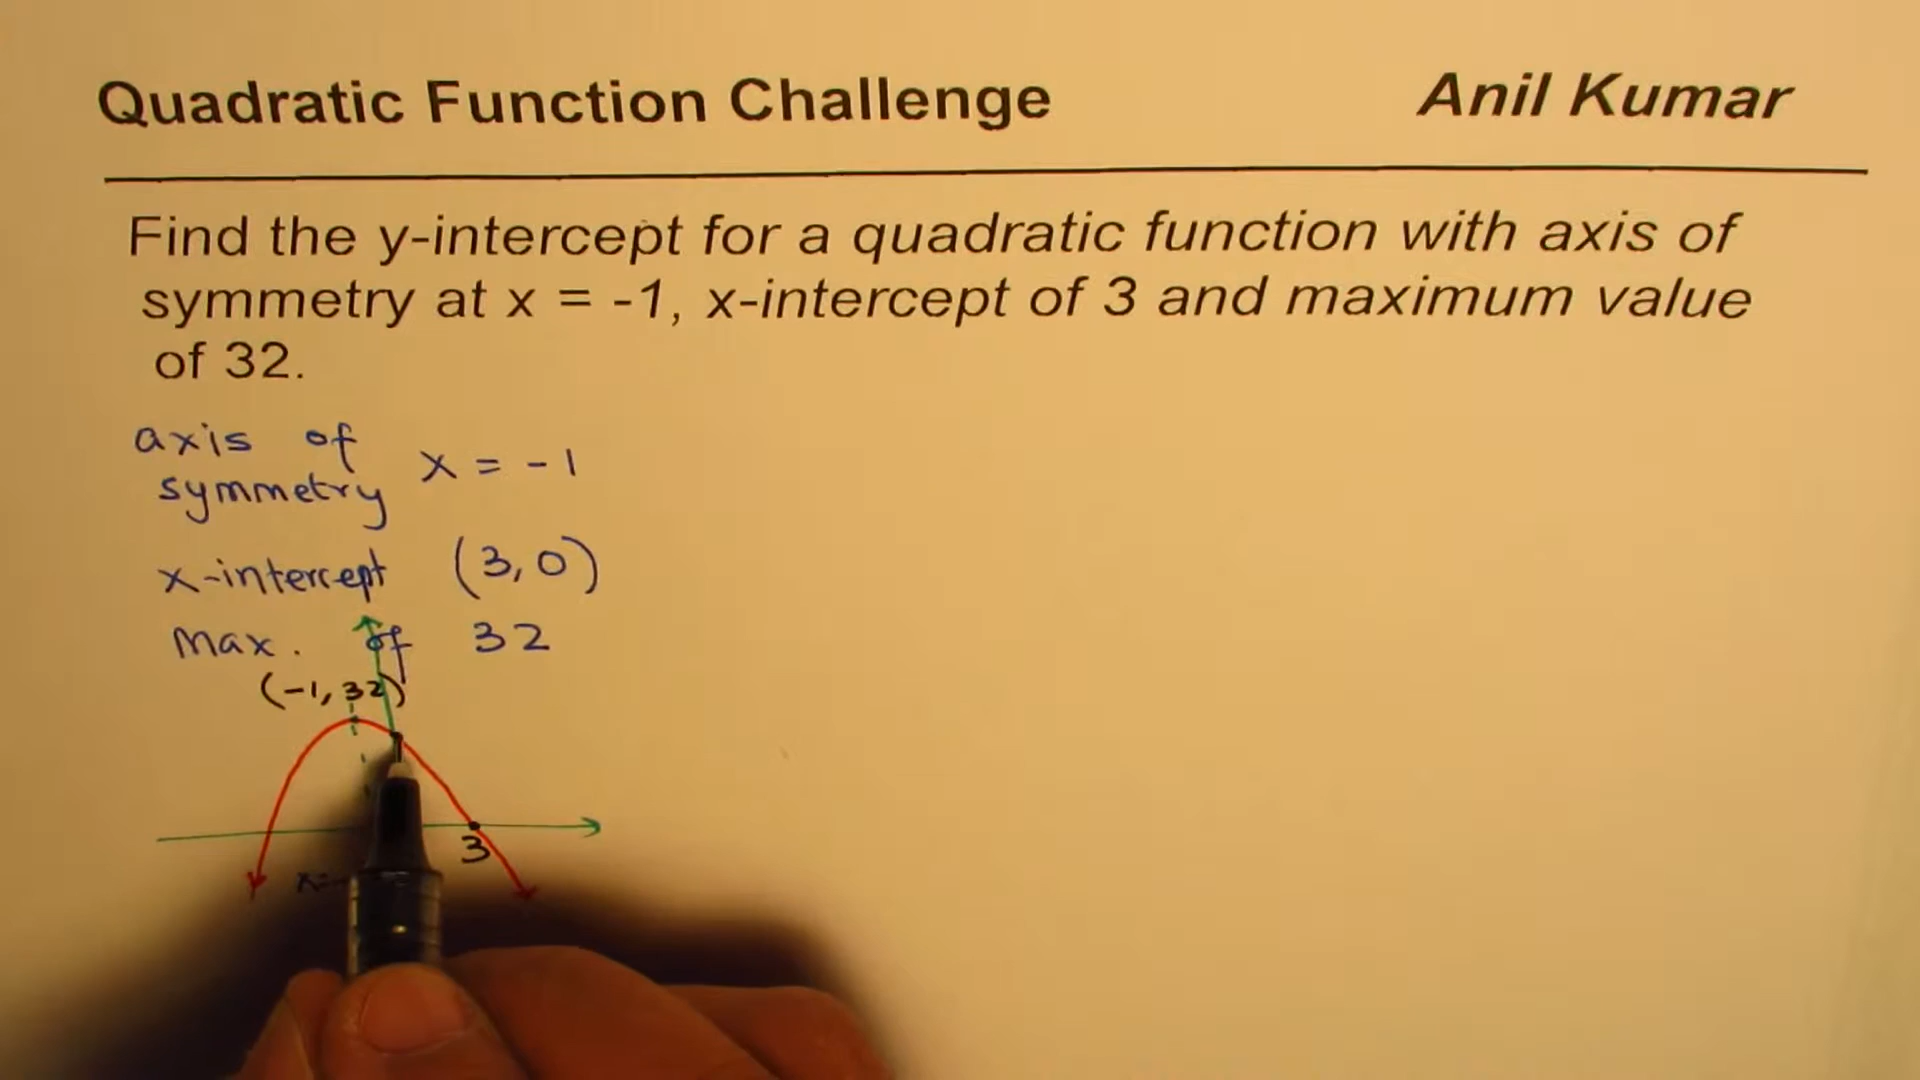 Quadratic Function Challenge Anil Kumar
Find the y-intercept for a quadratic function with axis of
symmetry at x = -1, x-intercept of 3 and maximum value
of 32.
axis of
symmetry x = -1
x-intercept (3,0)
Max. of 32
(-1, 32)
3
x=